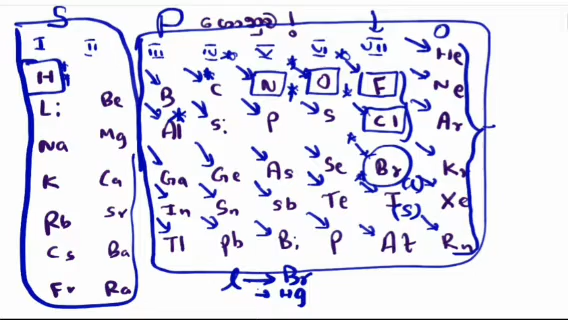 S P
I II III IV V VI VII O
H He
B C N O F Ne
Li Be Al Si P S Cl Ar
Na Mg
K Ca Ga Ge As Se Br (l) Kr
Rb Sr In Sn Sb Te I (S) Xe
Cs Ba Tl Pb Bi P At Rn
Fr Ra
l → Br
→ Hg